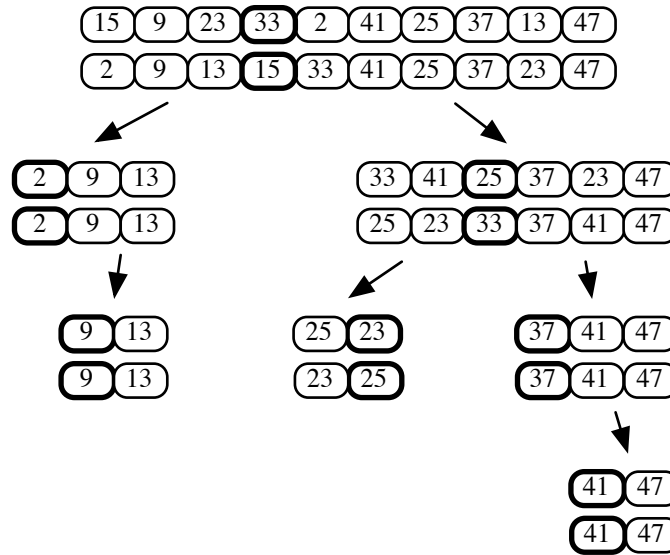 15 9 23 33 2 41 25 37 13 47
2 9 13 15 33 41 25 37 23 47
2 9 13 33 41 25 37 23 47
2 9 13 25 23 33 37 41 47
9 13 25 23 37 41 47
9 13 23 25 37 41 47
41 47
41 47